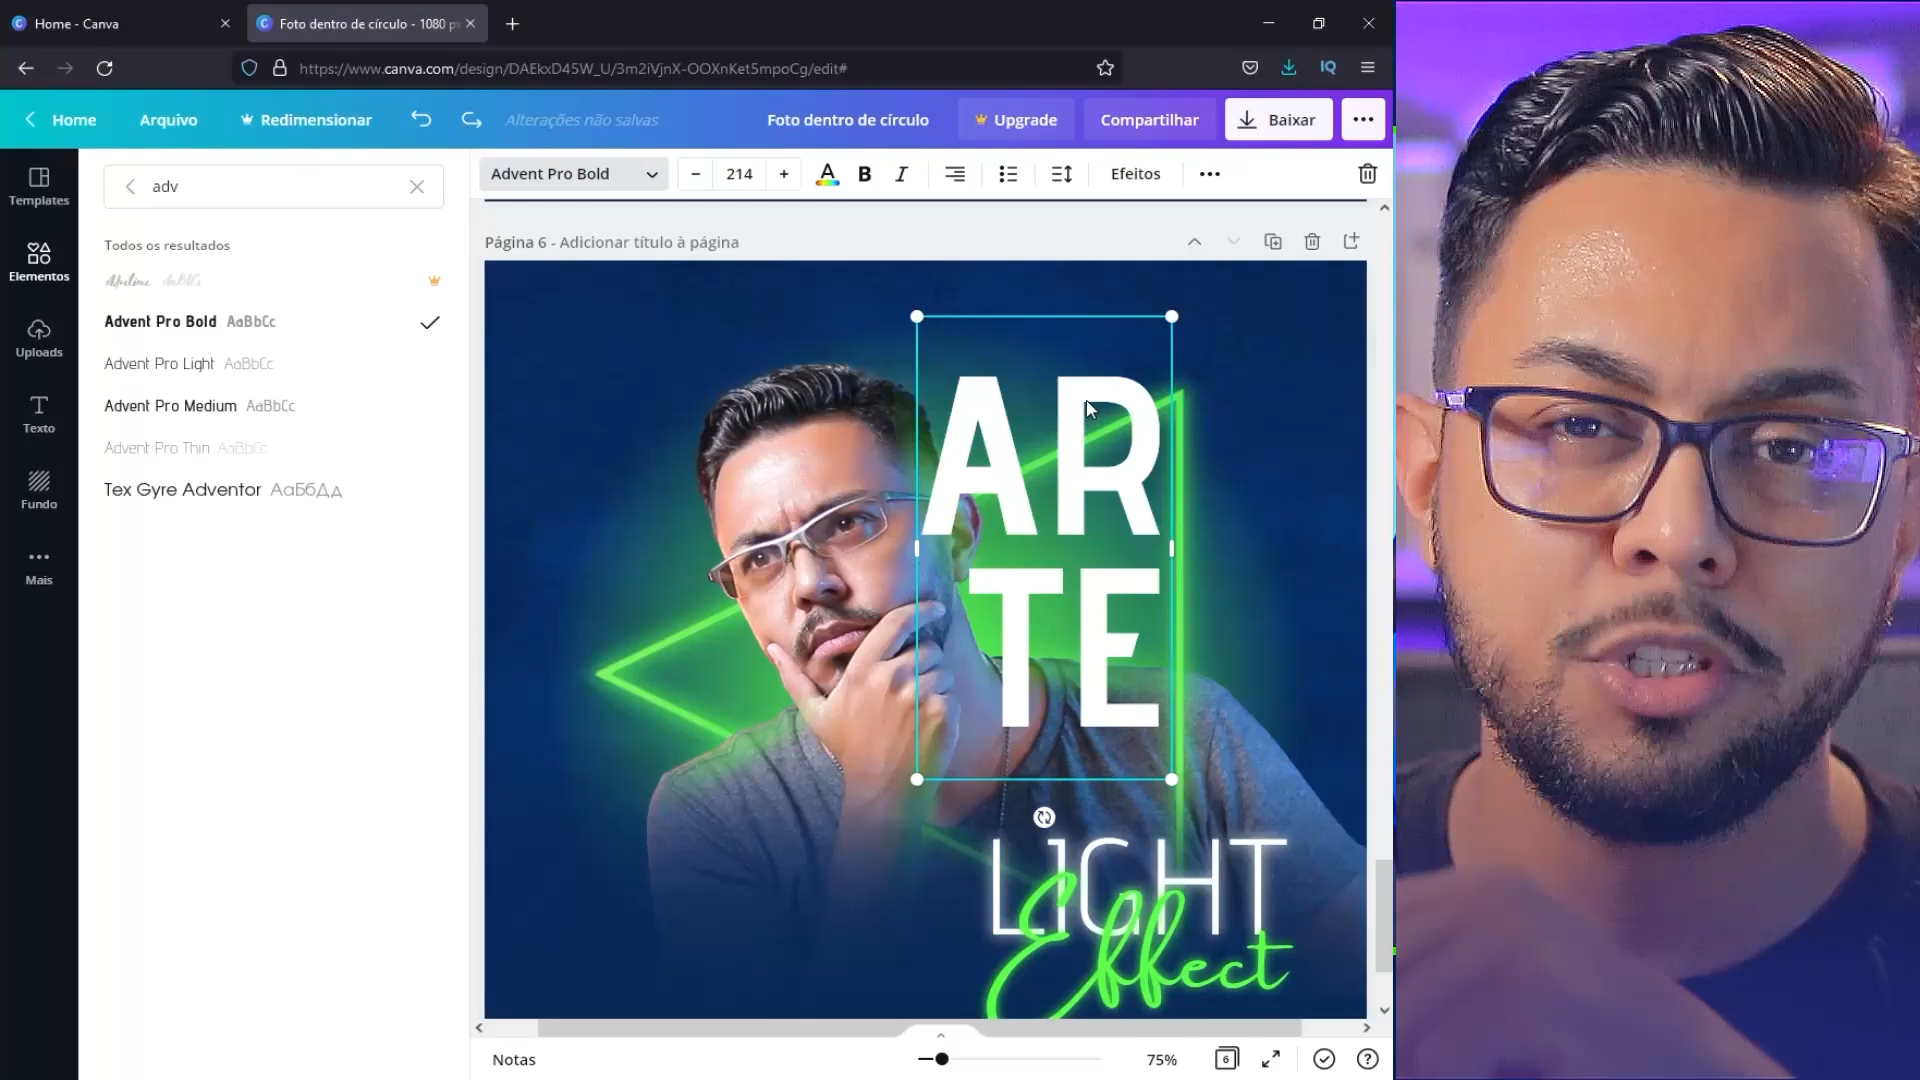 Home - Canva
Foto dentro de círculo - 1080 p
https://www.canva.com/design/DAEkxD45W_U/3m2iVjnX-OOXnKet5mpoCg/edit#
IQ
Home
Arquivo
Redimensionar
Alterações não salvas
Foto dentro de círculo
Upgrade
Compartilhar
Baixar
Templates
Elementos
Uploads
Texto
Fundo
Mais
adv
Todos os resultados
AaBbCc
Advent Pro Bold AaBbCc
Advent Pro Light AaBbCc
Advent Pro Medium AaBbCc
Advent Pro Thin AaBbCc
Tex Gyre Adventor АаБбДд
Advent Pro Bold
214
A
B
I
Efeitos
Página 6 - Adicionar título à página
AR
TE
LIGHT
Effect
Notas
75%
6